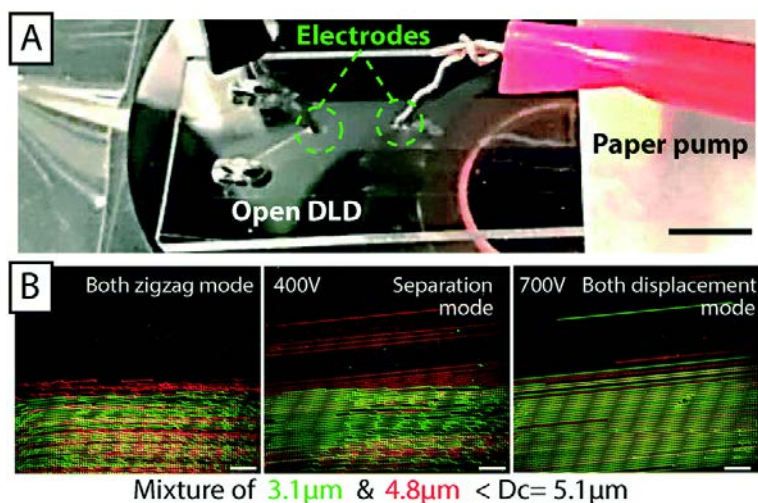 A
Electrodes
Paper pump
Open DLD
B
Both zigzag mode
400V
Separation
mode
700V
Both displacement
mode
Mixture of 3.1µm & 4.8µm < Dc= 5.1µm